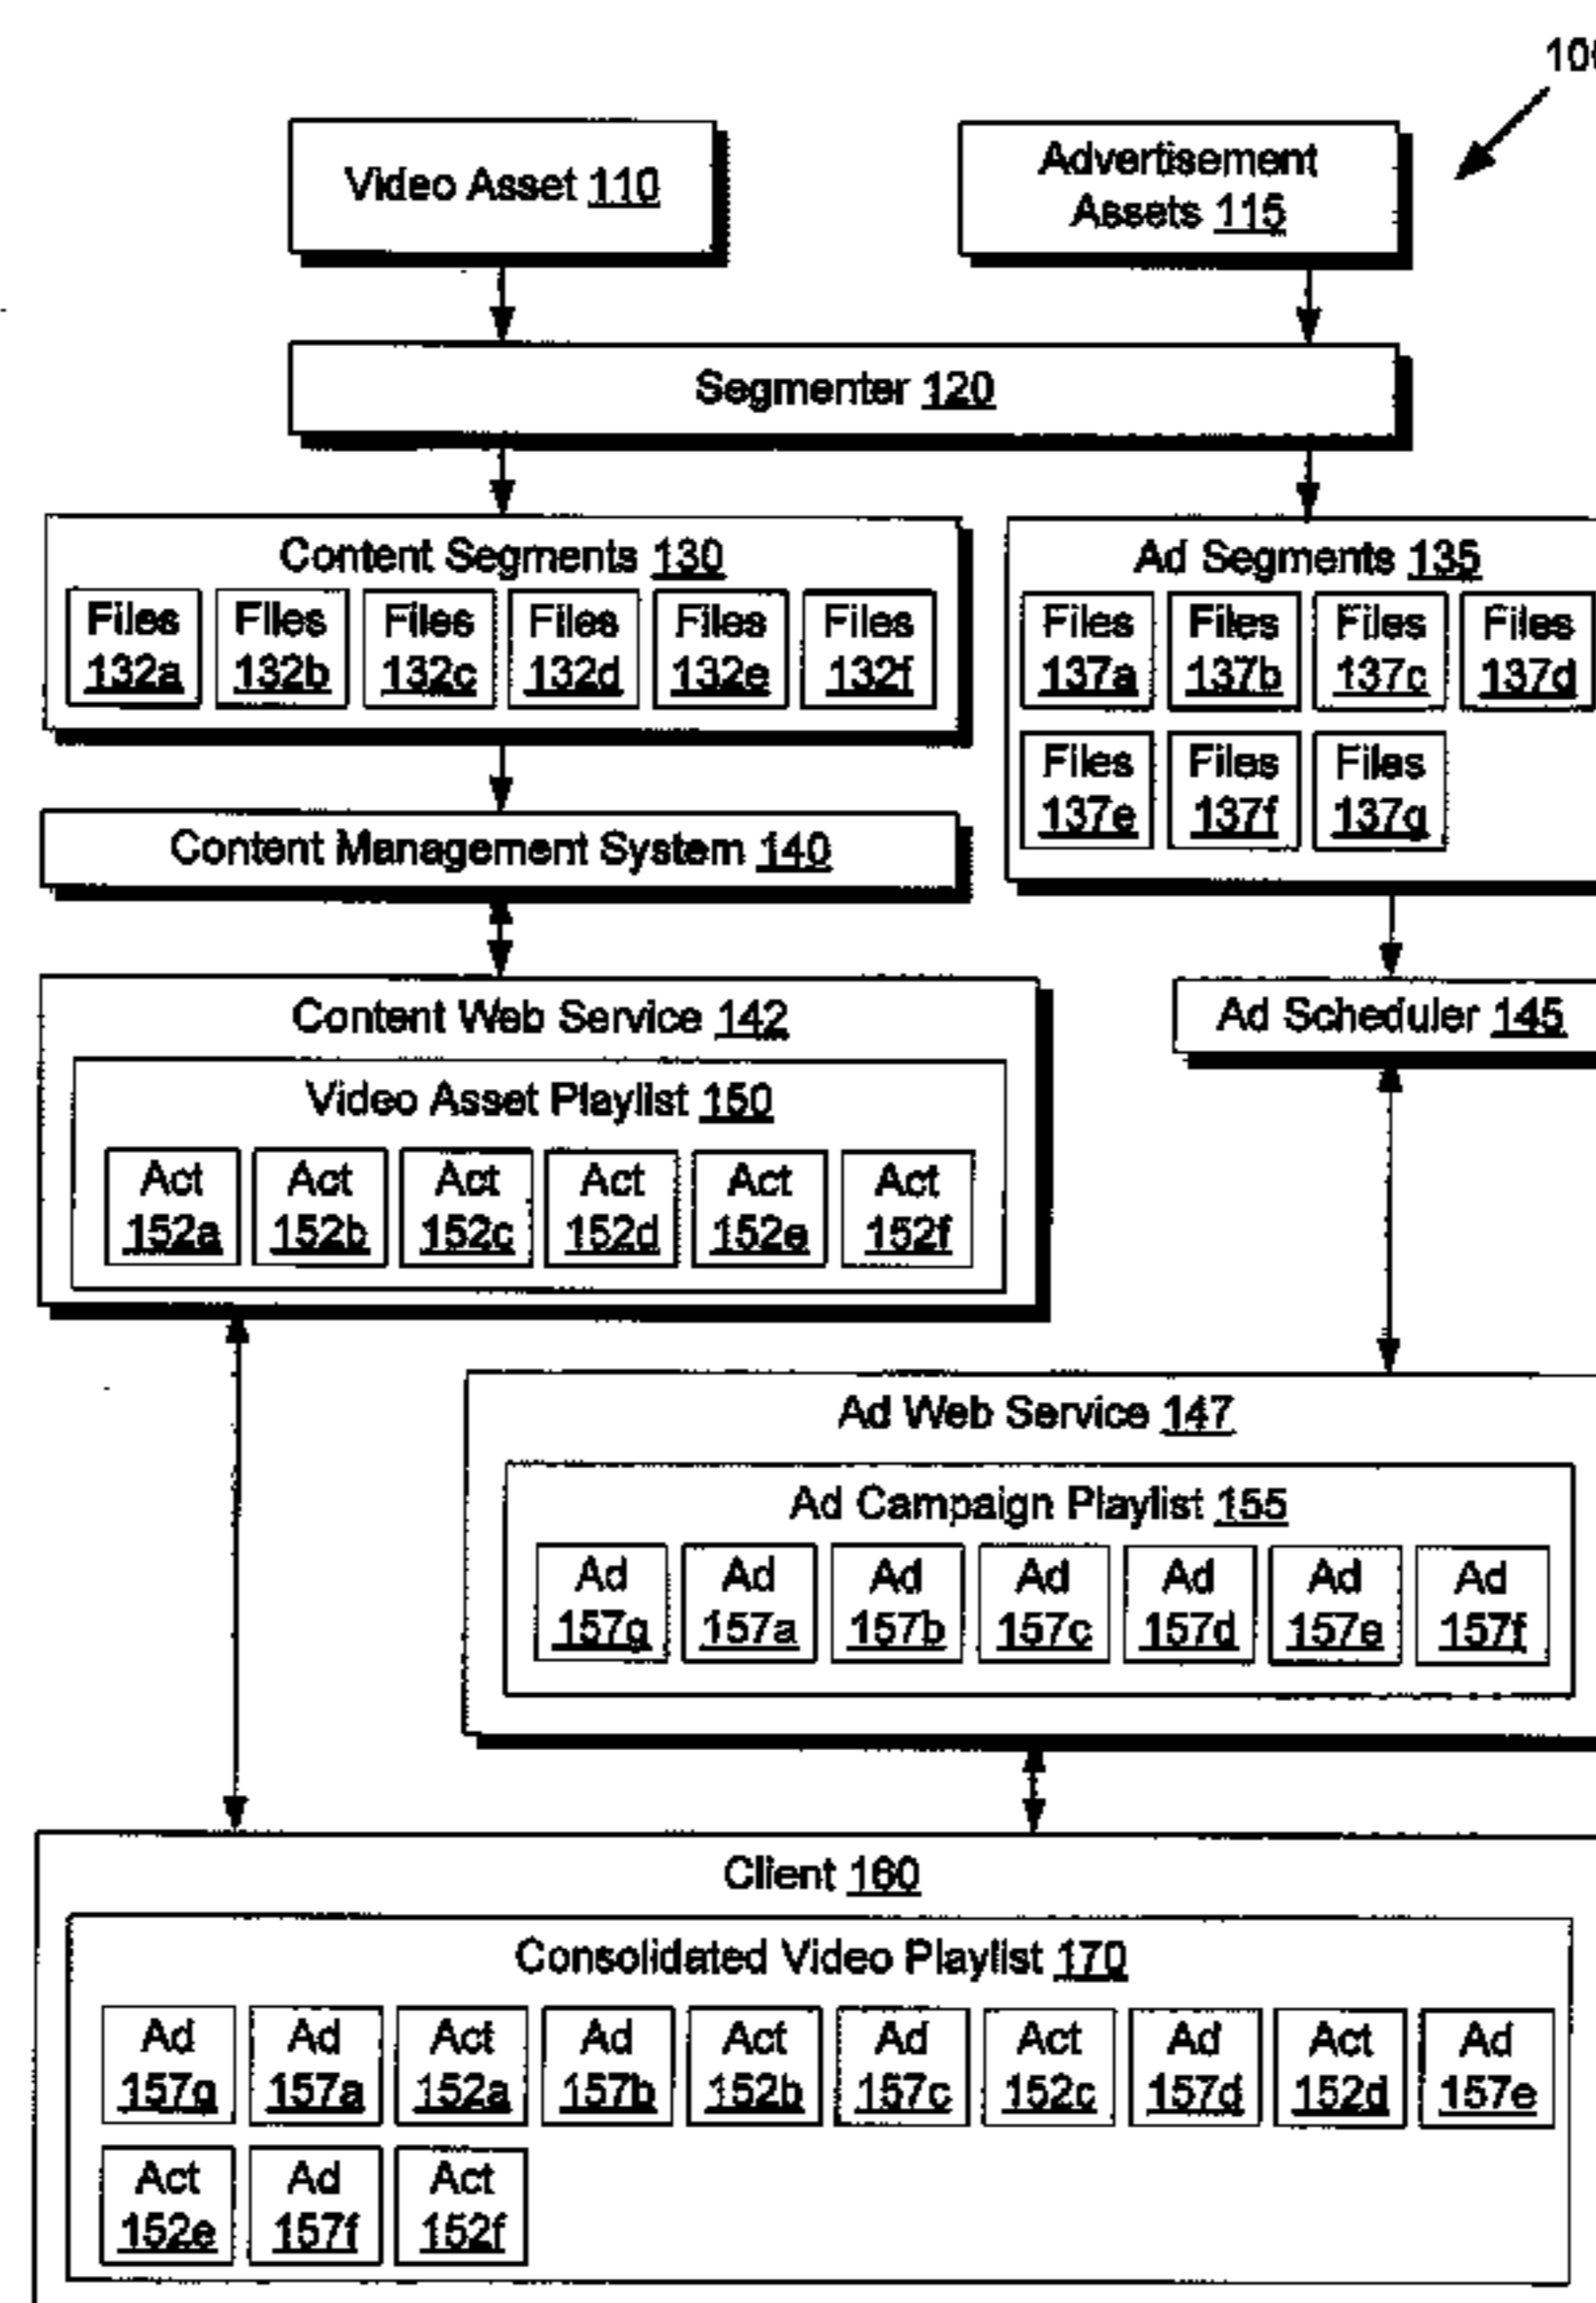 10
Video Asset 110
Advertisement
Assets 115
Segmenter 120
Content Segments 130
Files Files Files Files Files Files
132a 132b 132c 132d 132e 132f
Ad Segments 135
Files Files Files Files
137a 137b 137c 137d
Files Files Files
137e 137f 137g
Content Management System 140
Content Web Service 142
Ad Scheduler 145
Video Asset Playlist 150
Act Act Act Act Act Act
152a 152b 152c 152d 152e 152f
Ad Web Service 147
Ad Campaign Playlist 155
Ad Ad Ad Ad Ad Ad Ad
157g 157a 157b 157c 157d 157e 157f
Client 160
Consolidated Video Playlist 170
Ad Ad Act Ad Act Ad Act Ad Act Ad
157g 157a 152a 157b 152b 157c 152c 157d 152d 157e
Act Ad Act
152e 157f 152f